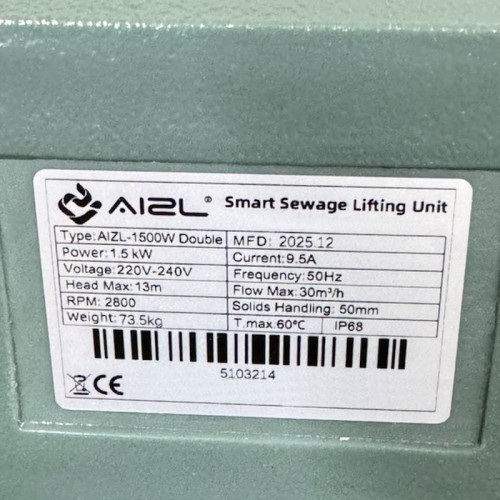 AIZL® Smart Sewage Lifting Unit
Type:AIZL-1500W Double MFD: 2025.12
Power:1.5 kW Current:9.5A
Voltage:220V-240V Frequency:50Hz
Head Max:13m Flow Max:30m³/h
RPM: 2800 Solids Handling: 50mm
Weight:73.5kg T.max.60°C IP68
5103214
CE